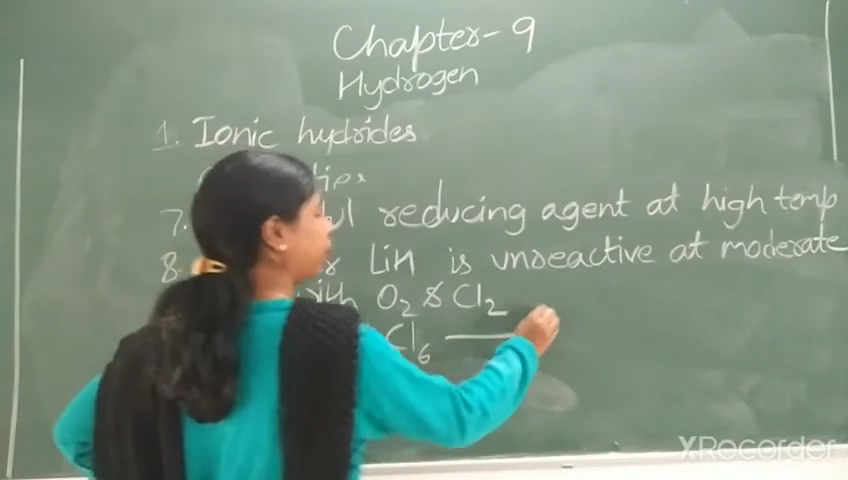 Chapter-9
Hydrogen
1. Ionic hydrides
7. reducing agent at high temp
8. LiH is unreactive at moderate
O2 & Cl2
Cl6
XRecorder